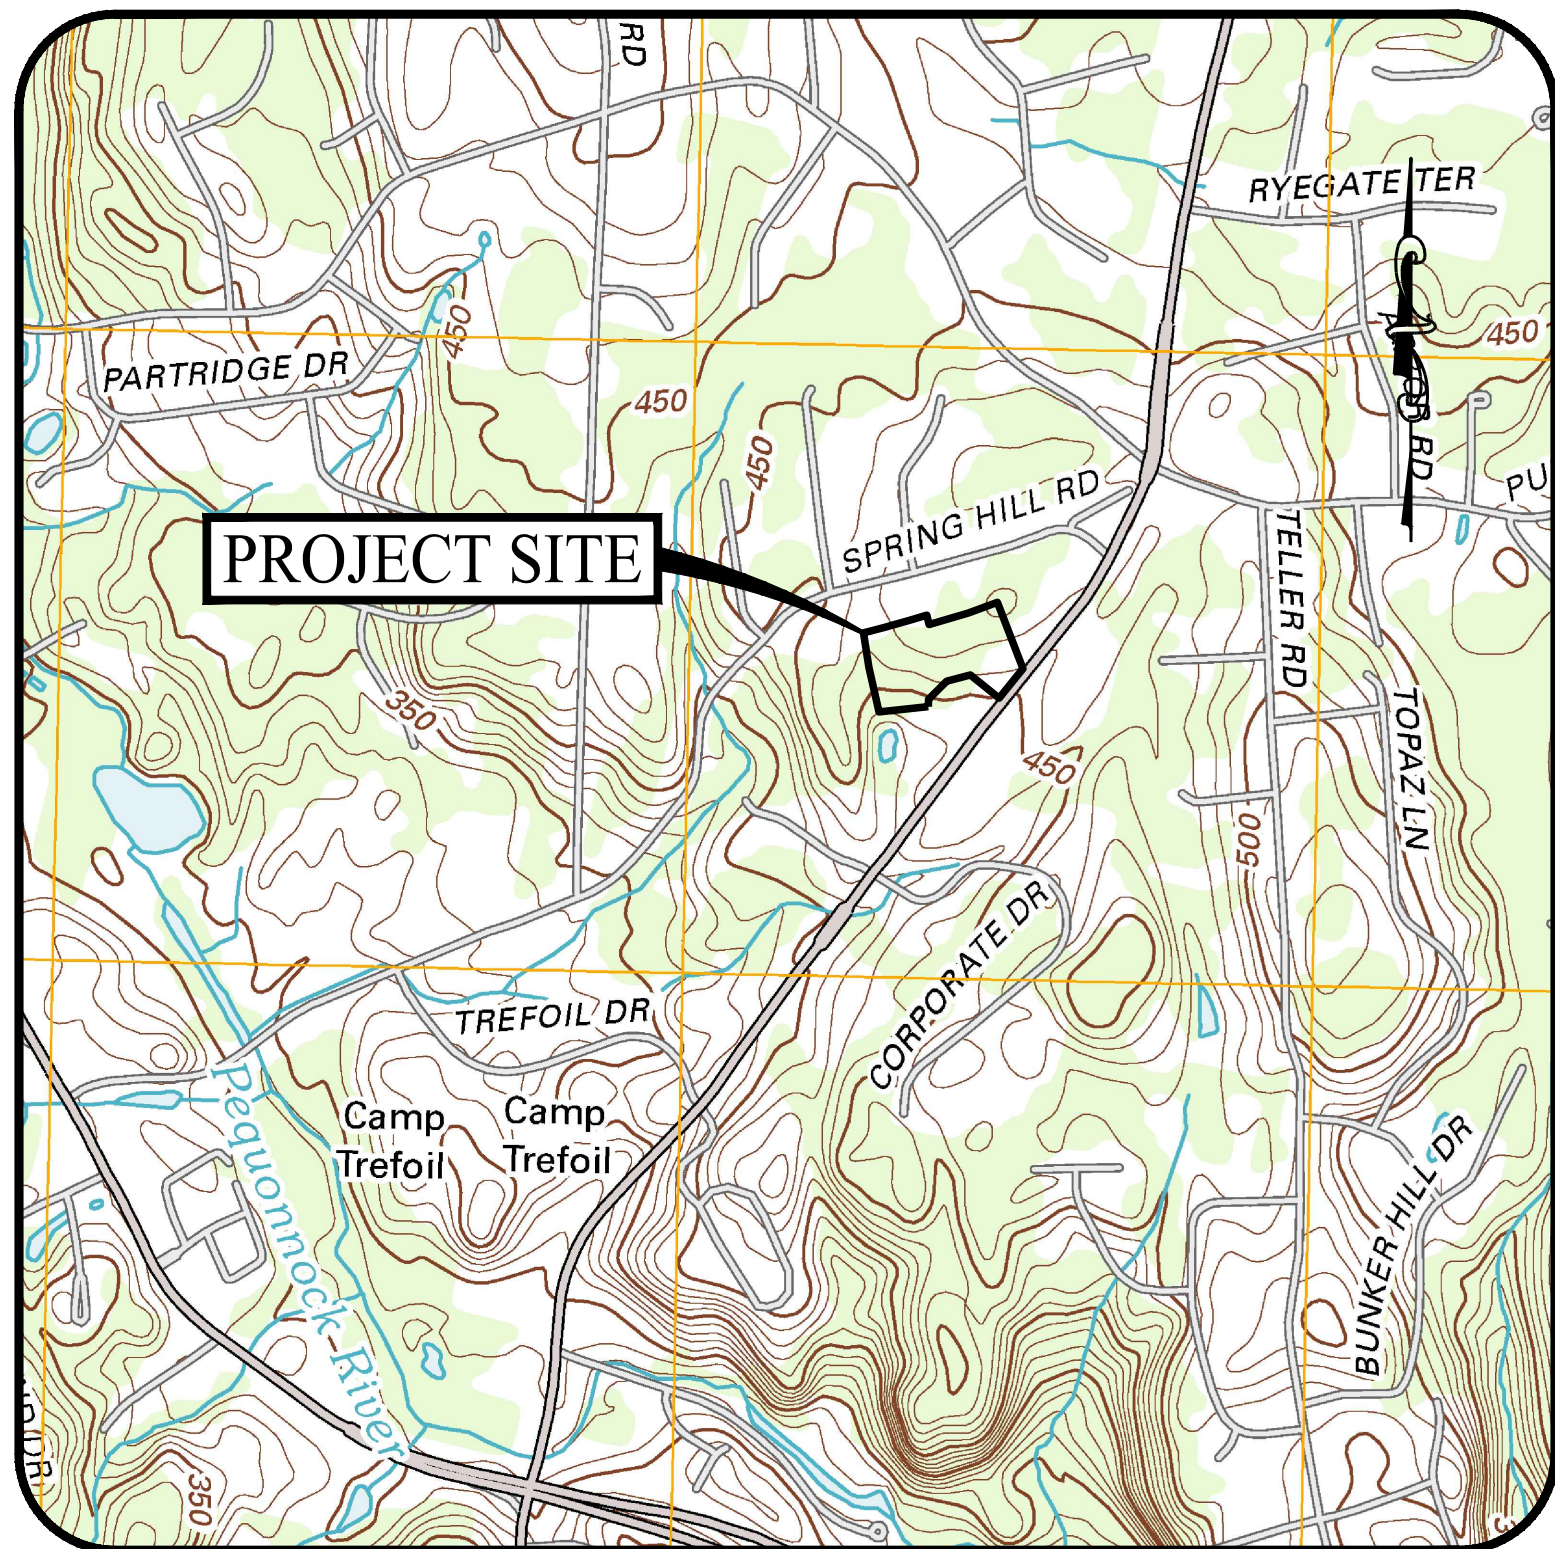 RD
RYEGATE TER
450
450
PARTRIDGE DR
450
450
RD
PU
SPRING HILL RD
TELLER RD
PROJECT SITE
350
TOPAZ LN
450
500
CORPORATE DR
TREFOIL DR
Camp
Trefoil
Camp
Trefoil
Pequonnock River
BUNKER HILL DR
DR
350